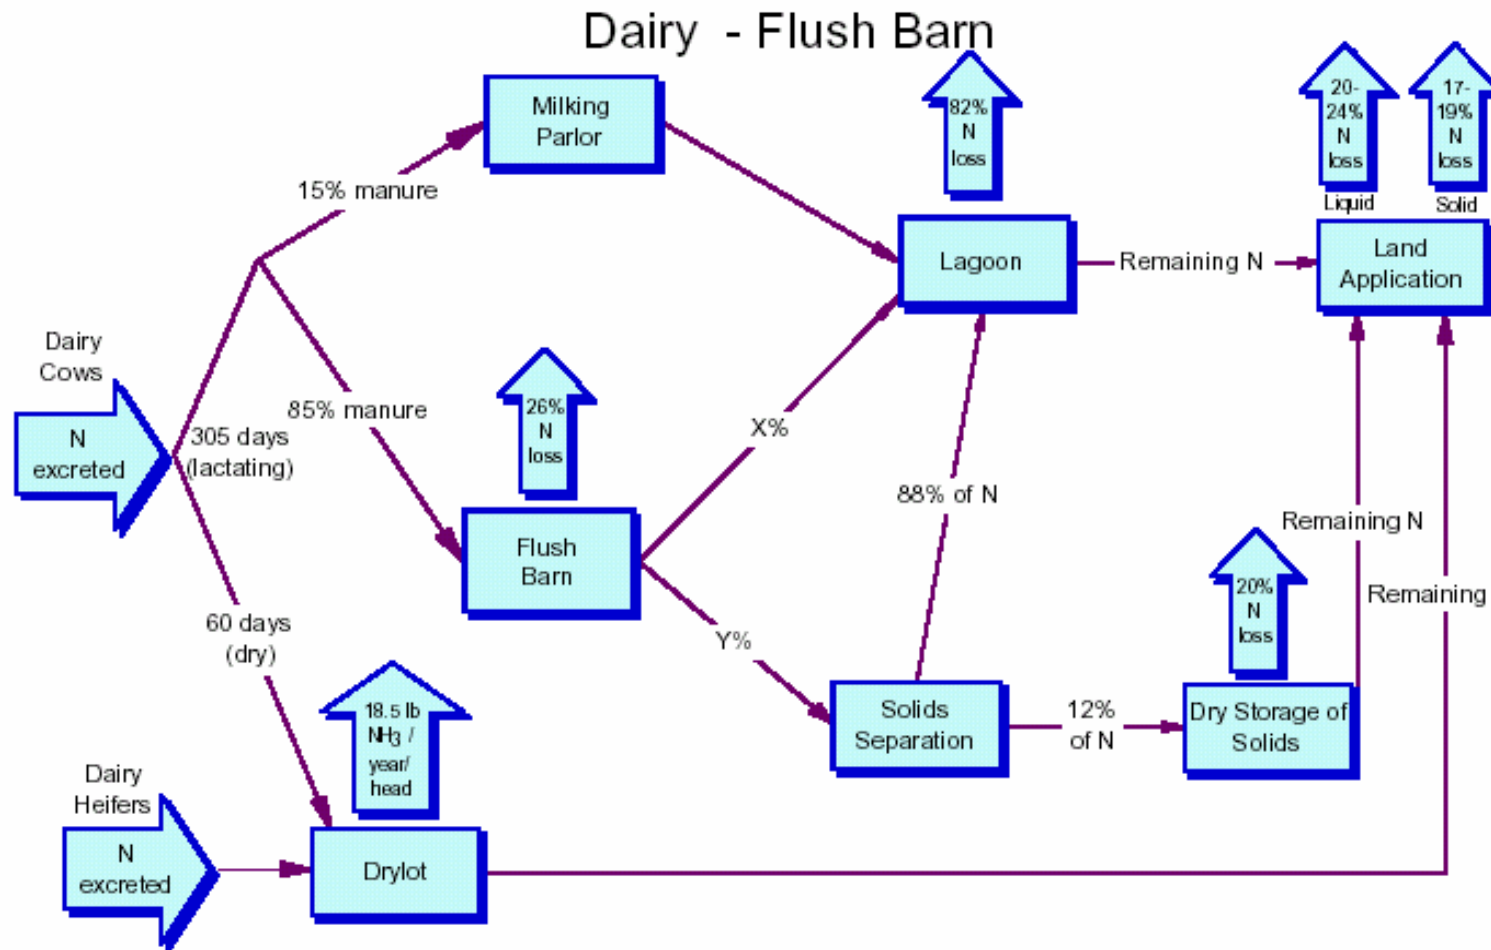 Dairy - Flush Barn
Milking
Parlor
82%
N
loss
20-
24%
N
loss
Liquid
17-
19%
N
loss
Solid
15% manure
Lagoon
Remaining N
Land
Application
Dairy
Cows
N
excreted
305 days
(lactating)
85% manure
26%
N
loss
X%
88% of N
Flush
Barn
Remaining N
Remaining
20%
N
loss
60 days
(dry)
Y%
18.5 lb
NH3 /
year/
head
Solids
Separation
12%
of N
Dry Storage of
Solids
Dairy
Heifers
N
excreted
Drylot